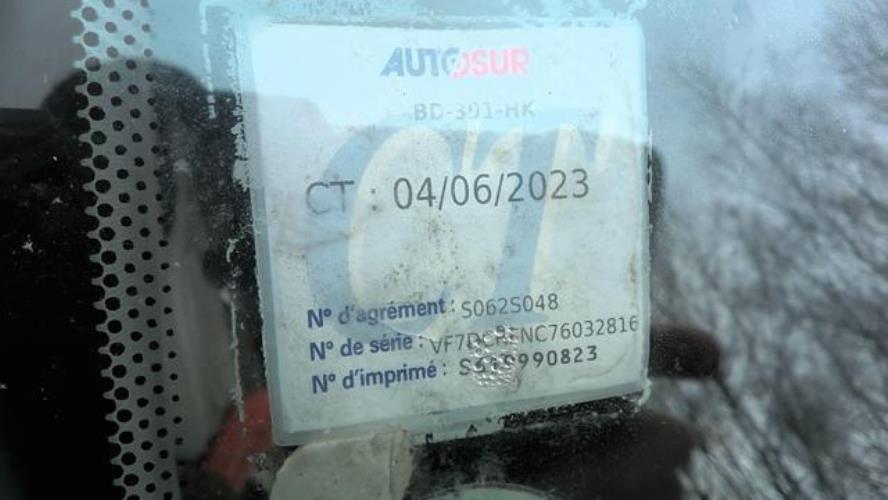 AUTOSUR
BD-391-HK
CT : 04/06/2023
N° d'agrément : S062S048
N° de série :
N° d'imprimé :